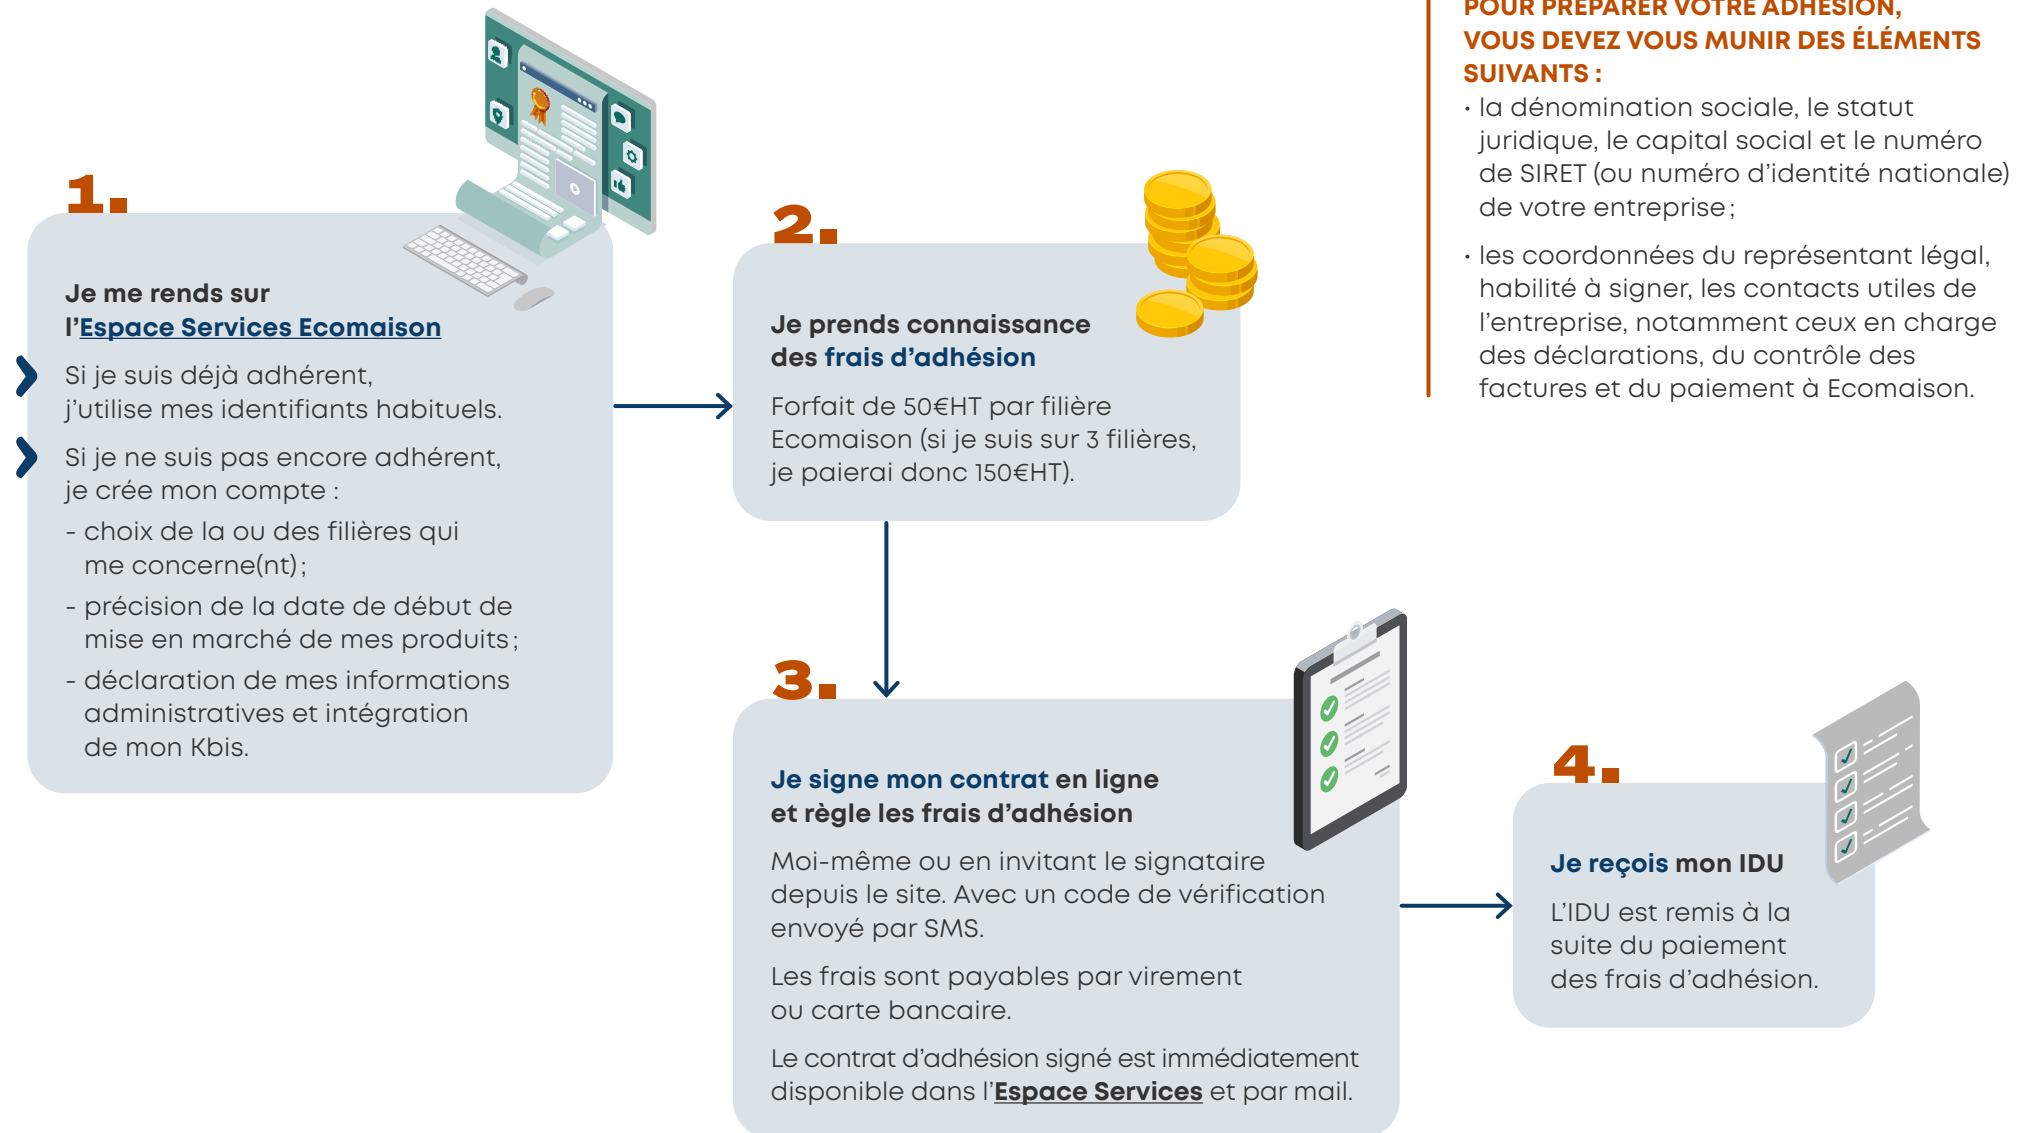 1.
Je me rends sur
l’Espace Services Ecomaison
Si je suis déjà adhérent,
j’utilise mes identifiants habituels.
Si je ne suis pas encore adhérent,
je crée mon compte :
- choix de la ou des filières qui
me concerne(nt) ;
- précision de la date de début de
mise en marché de mes produits ;
- déclaration de mes informations
administratives et intégration
de mon Kbis.
2.
Je prends connaissance
des frais d’adhésion
Forfait de 50€HT par filière
Ecomaison (si je suis sur 3 filières,
je paierai donc 150€HT).
3.
Je signe mon contrat en ligne
et règle les frais d’adhésion
Moi-même ou en invitant le signataire
depuis le site. Avec un code de vérification
envoyé par SMS.
Les frais sont payables par virement
ou carte bancaire.
Le contrat d’adhésion signé est immédiatement
disponible dans l’Espace Services et par mail.
4.
Je reçois mon IDU
L’IDU est remis à la
suite du paiement
des frais d’adhésion.
POUR PRÉPARER VOTRE ADHÉSION,
VOUS DEVEZ VOUS MUNIR DES ÉLÉMENTS
SUIVANTS :
• la dénomination sociale, le statut
juridique, le capital social et le numéro
de SIRET (ou numéro d’identité nationale)
de votre entreprise ;
• les coordonnées du représentant légal,
habilité à signer, les contacts utiles de
l’entreprise, notamment ceux en charge
des déclarations, du contrôle des
factures et du paiement à Ecomaison.